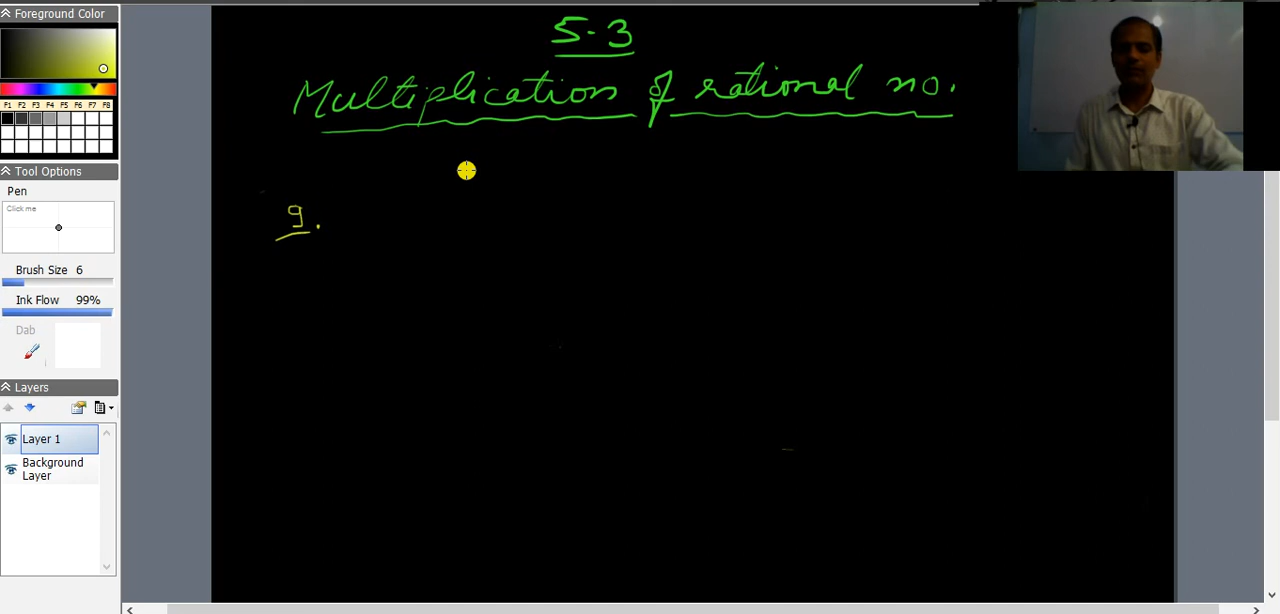 Foreground Color
F1 F2 F3 F4 F5 F6 F7 F8
Tool Options
Pen
Click me
Brush Size 6
Ink Flow 99%
Dab
Layers
Layer 1
Background
Layer
5-3
Multiplication of rational no.
9.